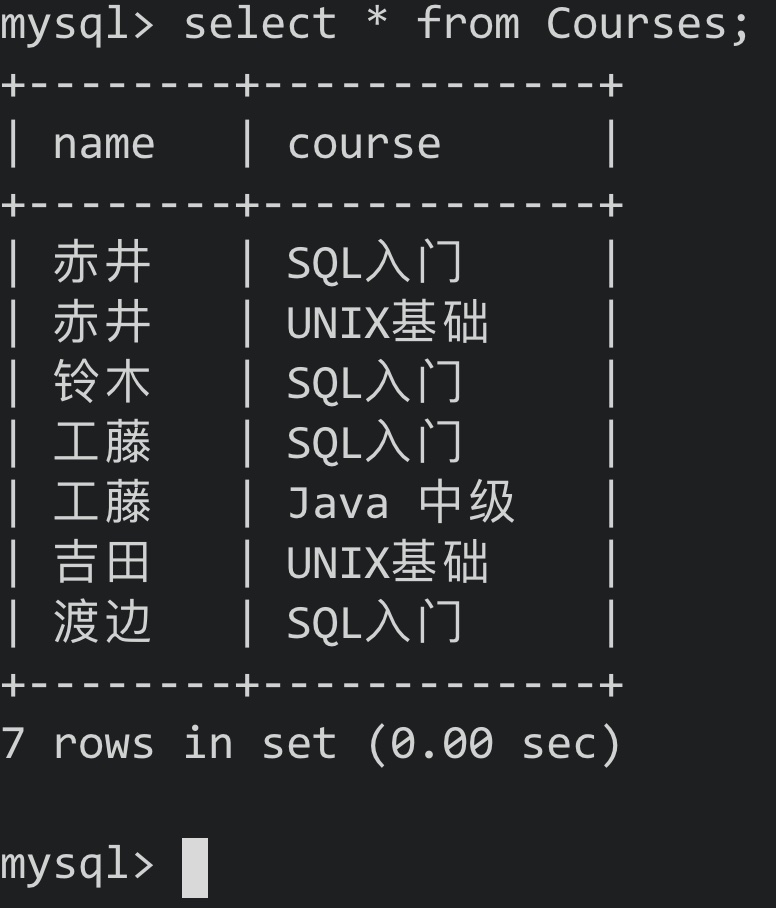 mysql> select * from Courses;
+--------+-------------+
| name   | course      |
+--------+-------------+
| 赤井   | SQL入门     |
| 赤井   | UNIX基础    |
| 铃木   | SQL入门     |
| 工藤   | SQL入门     |
| 工藤   | Java 中级   |
| 吉田   | UNIX基础    |
| 渡边   | SQL入门     |
+--------+-------------+
7 rows in set (0.00 sec)
mysql>